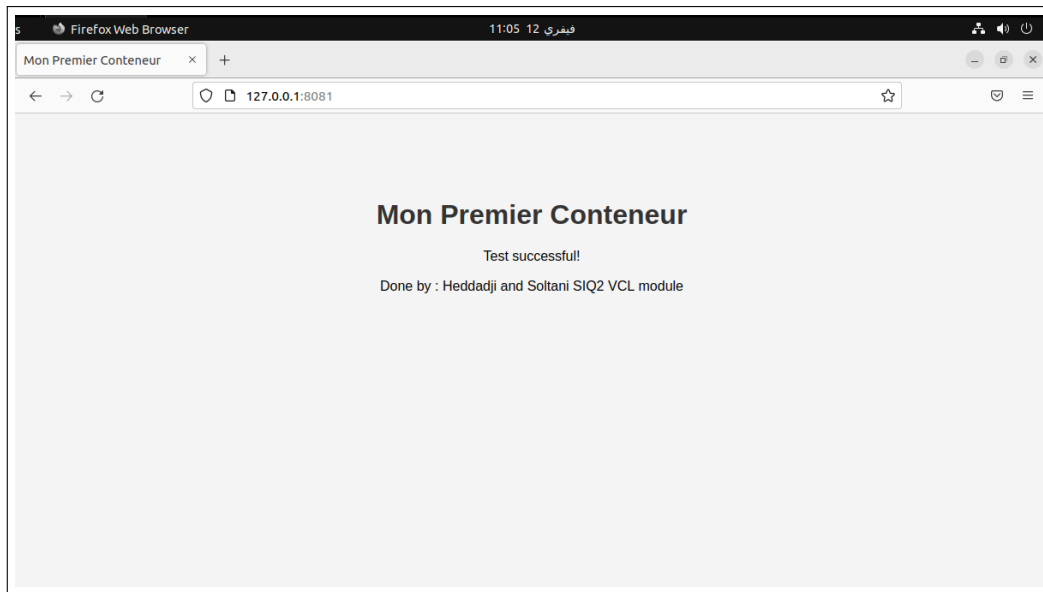 s Firefox Web Browser 11:05 12 فيفري
Mon Premier Conteneur
127.0.0.1:8081
Mon Premier Conteneur
Test successful!
Done by : Heddadji and Soltani SIQ2 VCL module